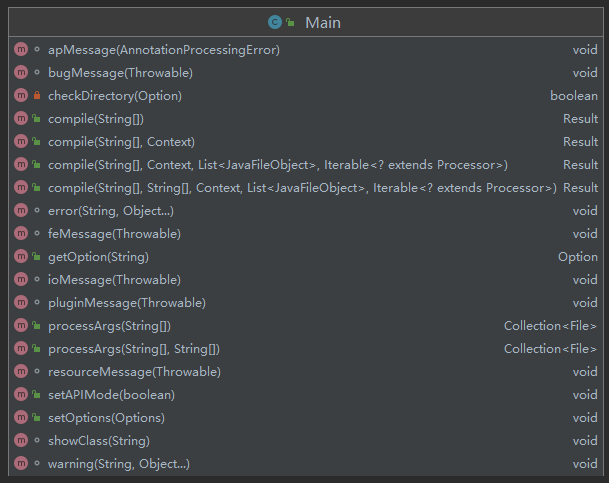 Main
apMessage(AnnotationProcessingError) void
bugMessage(Throwable) void
checkDirectory(Option) boolean
compile(String[]) Result
compile(String[], Context) Result
compile(String[], Context, List<JavaFileObject>, Iterable<? extends Processor>) Result
compile(String[], String[], Context, List<JavaFileObject>, Iterable<? extends Processor>) Result
error(String, Object...) void
feMessage(Throwable) void
getOption(String) Option
ioMessage(Throwable) void
pluginMessage(Throwable) void
processArgs(String[]) Collection<File>
processArgs(String[], String[]) Collection<File>
resourceMessage(Throwable) void
setAPIMode(boolean) void
setOptions(Options) void
showClass(String) void
warning(String, Object...) void